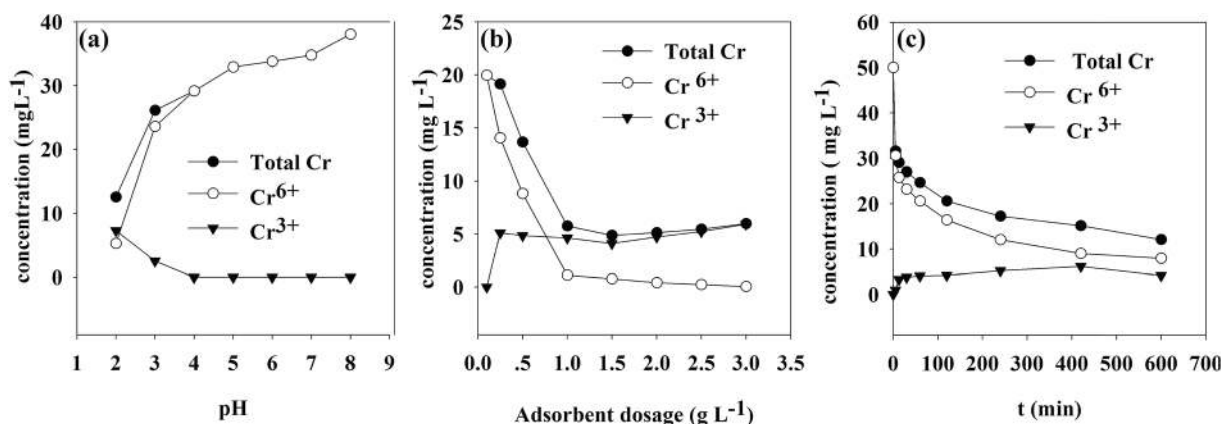 (a)
concentration (mgL-1)
40
30
20
10
0
Total Cr
Cr6+
Cr3+
1 2 3 4 5 6 7 8 9
pH
(b)
concentration (mg L-1)
25
20
15
10
5
0
Total Cr
Cr 6+
Cr 3+
0.0 .5 1.0 1.5 2.0 2.5 3.0 3.5
Adsorbent dosage (g L-1)
(c)
concentration ( mg L-1)
60
50
40
30
20
10
0
Total Cr
Cr 6+
Cr 3+
0 100 200 300 400 500 600 700
t (min)